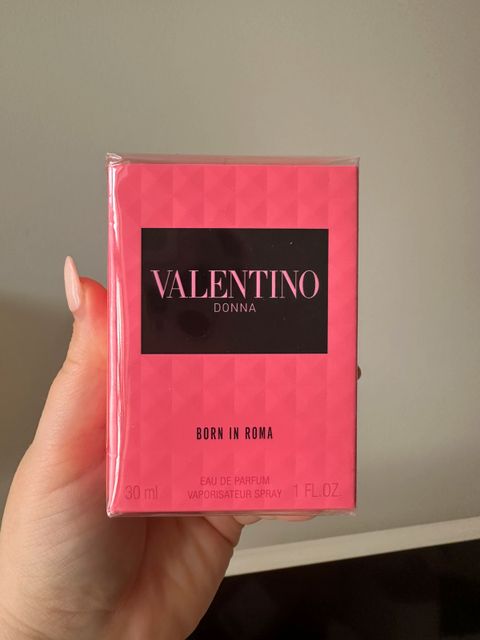 VALENTINO
DONNA
BORN IN ROMA
EAU DE PARFUM
30 ml VAPORISATEUR SPRAY 1 FL.OZ.